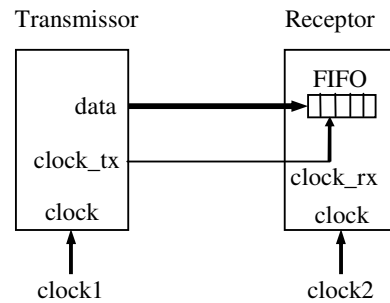 Transmissor Receptor
FIFO
data
clock_tx
clock_rx
clock clock
clock1 clock2